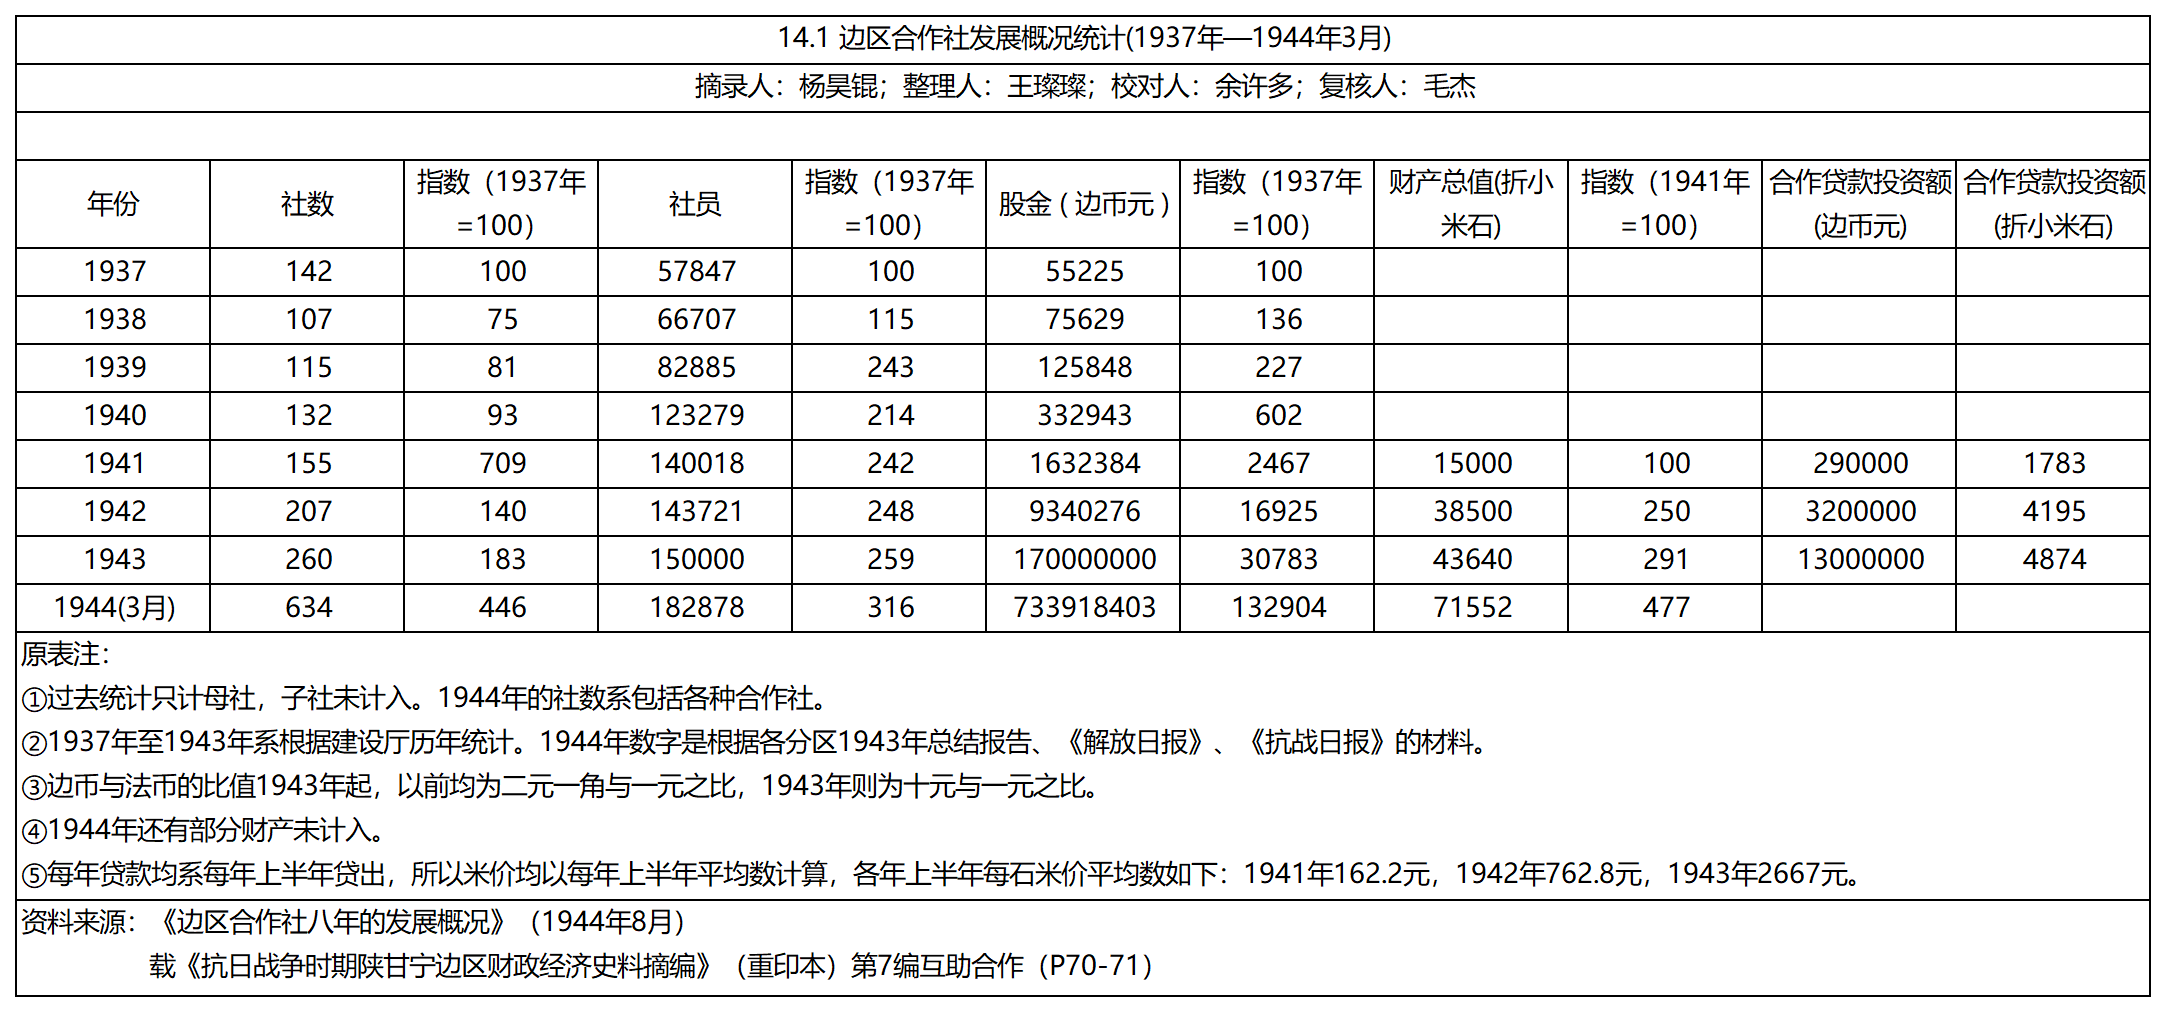 14.1 边区合作社发展概况统计(1937年—1944年3月)
摘录人：杨昊锟；整理人：王璨璨；校对人：余许多；复核人：毛杰
年份 社数 指数（1937年=100） 社员 指数（1937年=100） 股金（边币元） 指数（1937年=100） 财产总值(折小米石) 指数（1941年=100） 合作贷款投资额(边币元) 合作贷款投资额(折小米石)
1937 142 100 57847 100 55225 100
1938 107 75 66707 115 75629 136
1939 115 81 82885 243 125848 227
1940 132 93 123279 214 332943 602
1941 155 709 140018 242 1632384 2467 15000 100 290000 1783
1942 207 140 143721 248 9340276 16925 38500 250 3200000 4195
1943 260 183 150000 259 170000000 30783 43640 291 13000000 4874
1944(3月) 634 446 182878 316 733918403 132904 71552 477
原表注：
①过去统计只计母社，子社未计入。1944年的社数系包括各种合作社。
②1937年至1943年系根据建设厅历年统计。1944年数字是根据各分区1943年总结报告、《解放日报》、《抗战日报》的材料。
③边币与法币的比值1943年起，以前均为二元一角与一元之比，1943年则为十元与一元之比。
④1944年还有部分财产未计入。
⑤每年贷款均系每年上半年贷出，所以米价均以每年上半年平均数计算，各年上半年每石米价平均数如下：1941年162.2元，1942年762.8元，1943年2667元。
资料来源：《边区合作社八年的发展概况》（1944年8月）
载《抗日战争时期陕甘宁边区财政经济史料摘编》（重印本）第7编互助合作（P70-71）